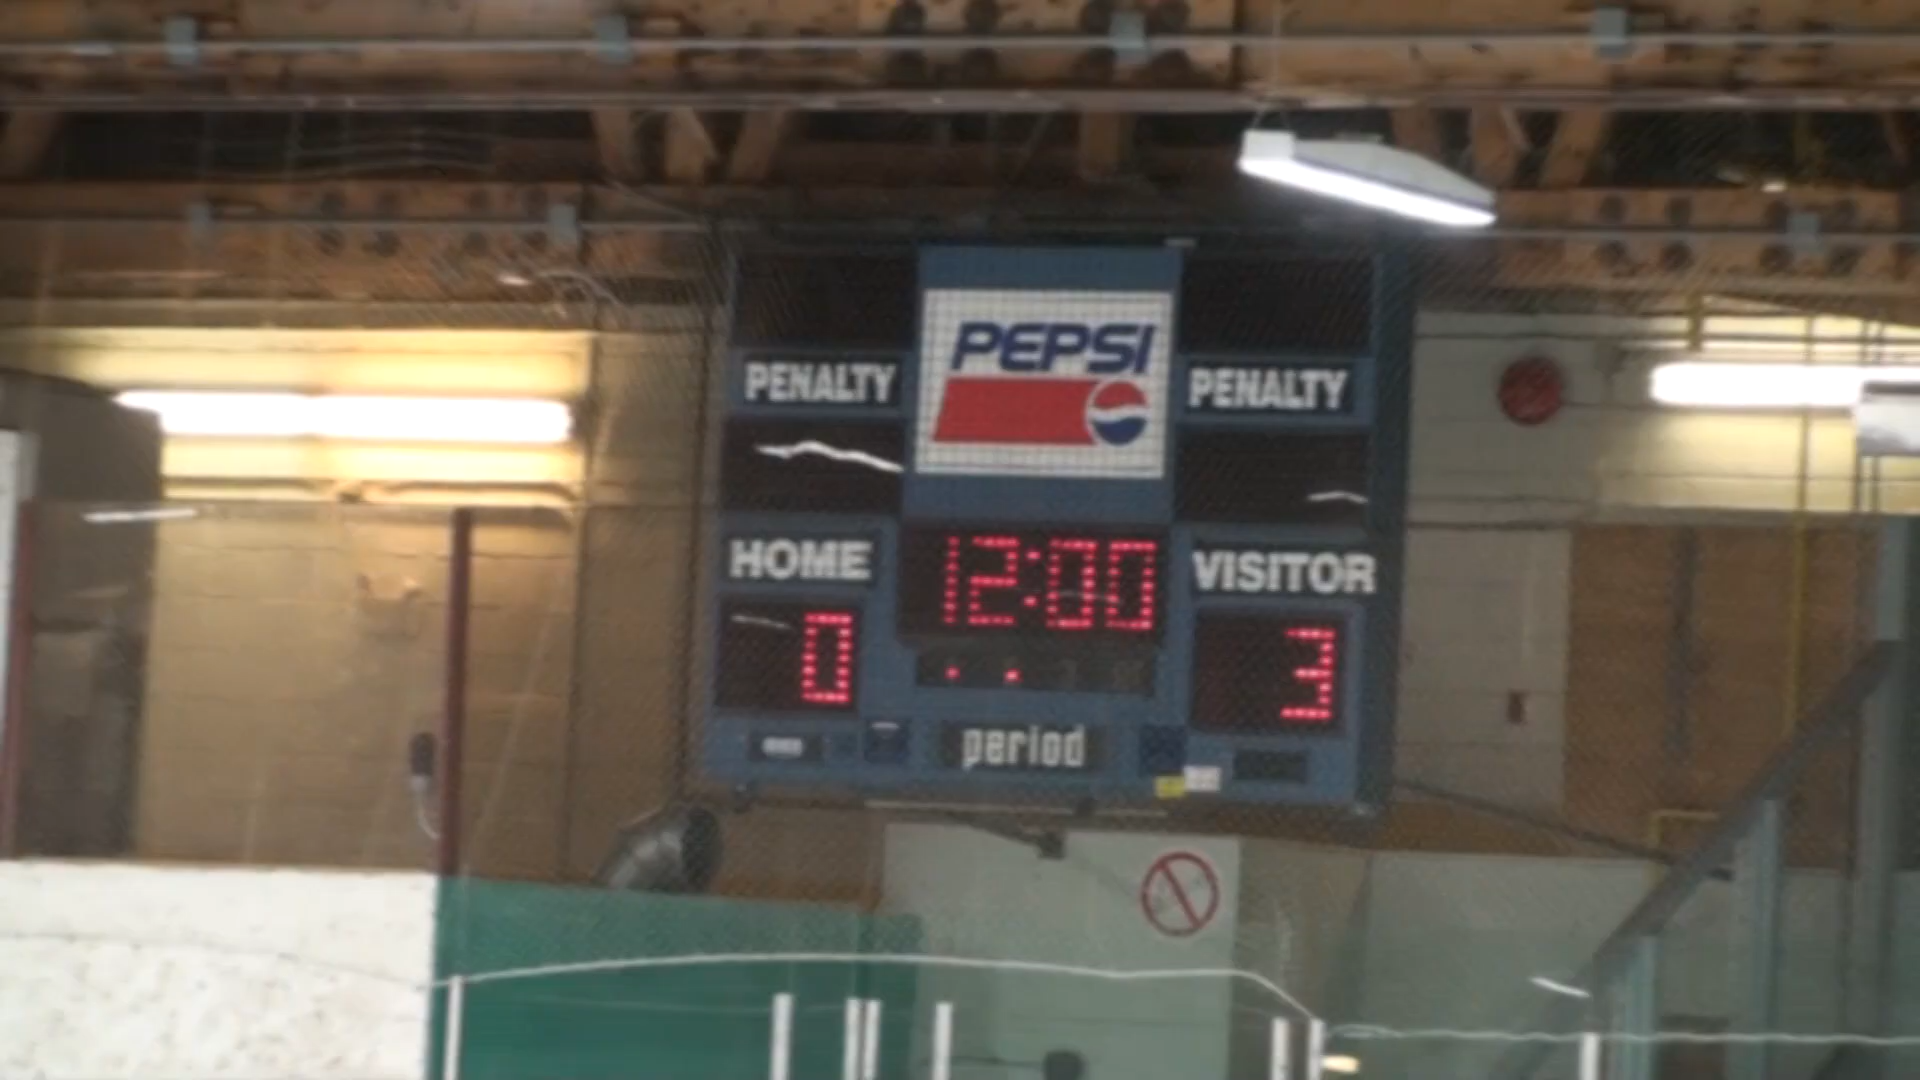 PEPSI
PENALTY
PENALTY
HOME
12:00
VISITOR
0
3
period